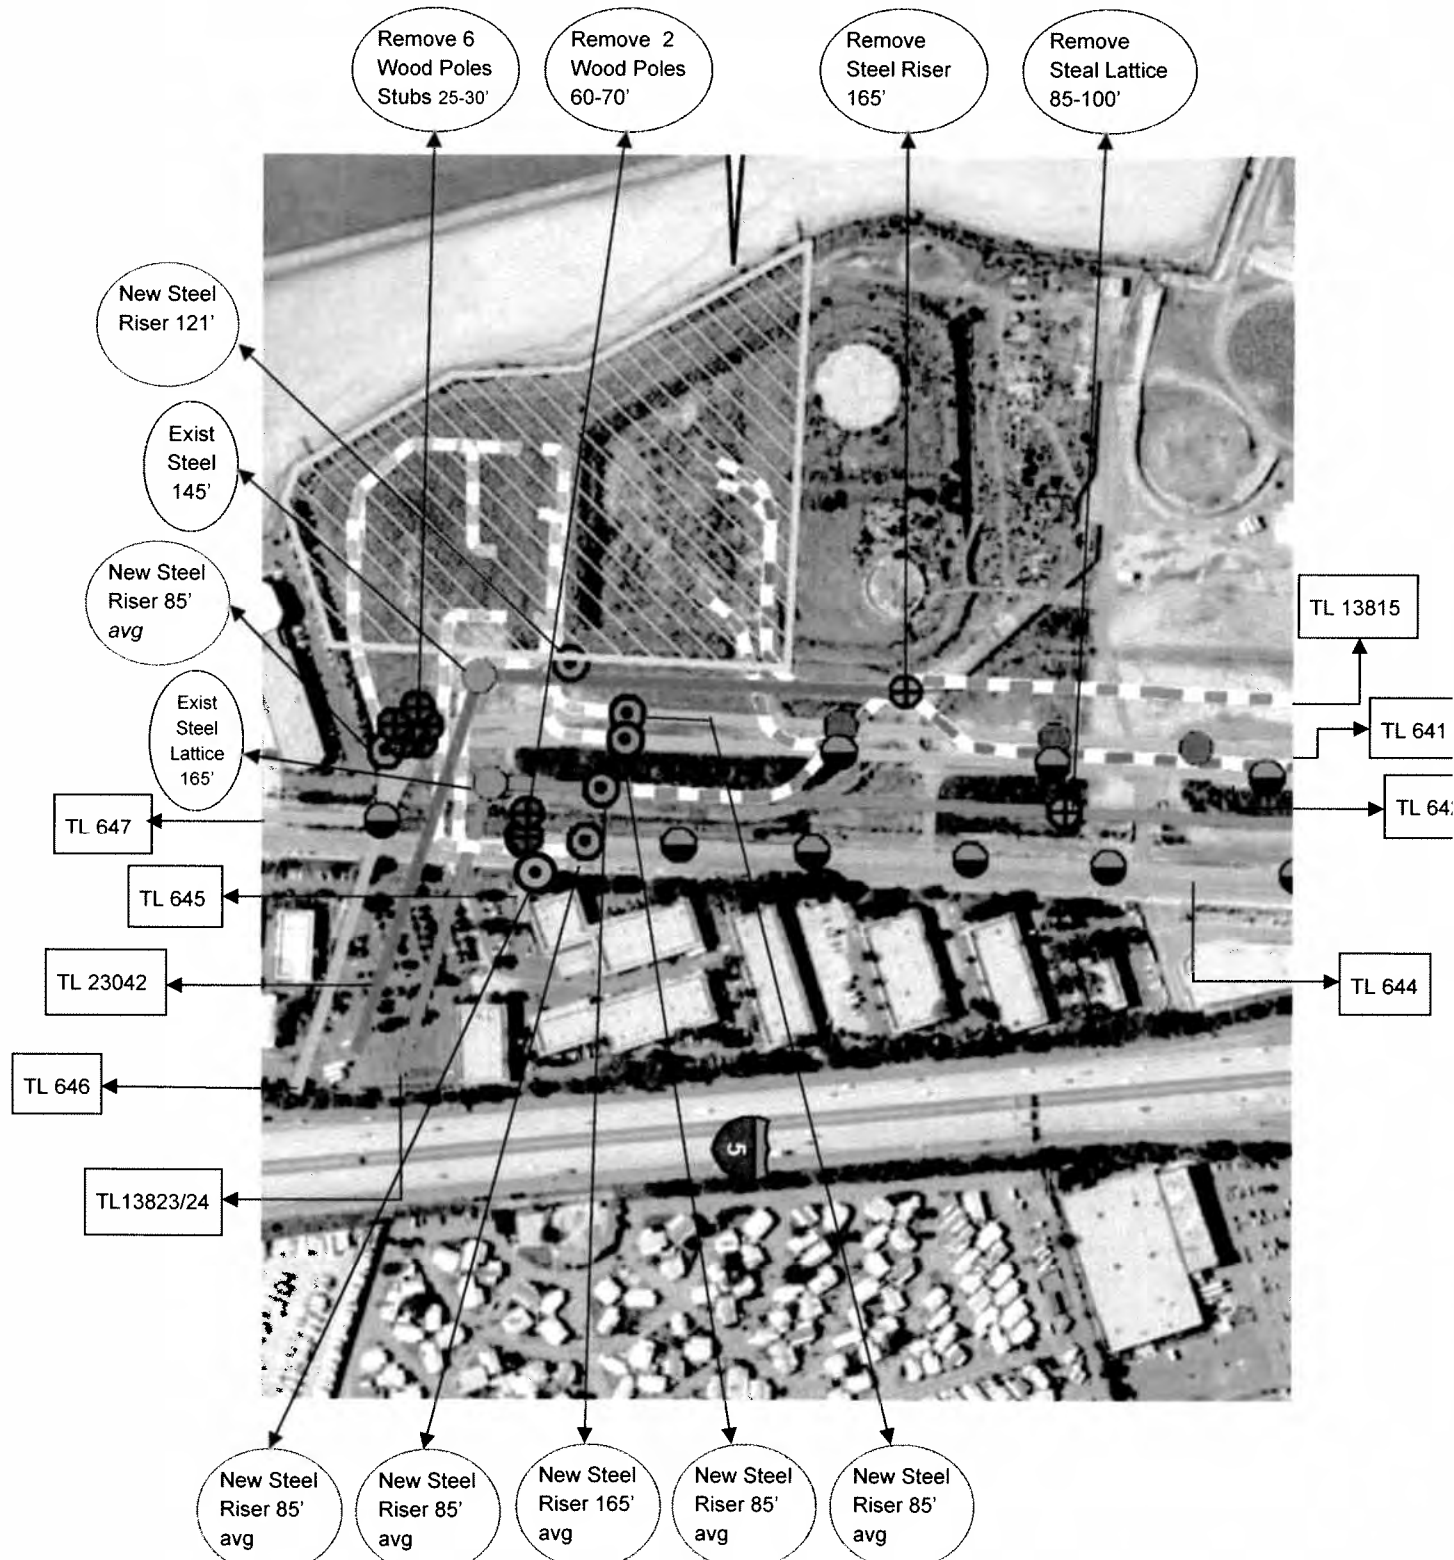 Remove 6
Wood Poles
Stubs 25-30'
Remove 2
Wood Poles
60-70'
Remove
Steel Riser
165'
Remove
Steal Lattice
85-100'
New Steel
Riser 121'
Exist
Steel
145'
New Steel
Riser 85'
avg
Exist
Steel
Lattice
165'
TL 647
TL 645
TL 23042
TL 646
TL13823/24
TL 13815
TL 641
TL 64
TL 644
5
New Steel
Riser 85'
avg
New Steel
Riser 85'
avg
New Steel
Riser 165'
avg
New Steel
Riser 85'
avg
New Steel
Riser 85'
avg